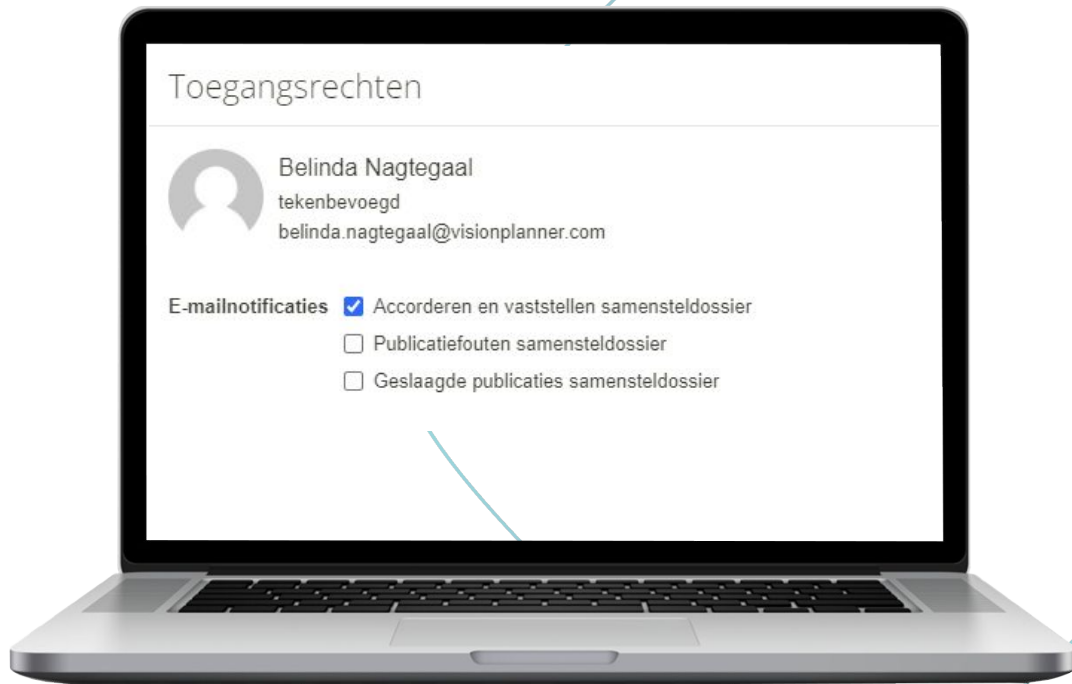 Toegangsrechten
Belinda Nagtegaal
tekenbevoegd
belinda.nagtegaal@visionplanner.com
E-mailnotificaties Accorderen en vaststellen samensteldossier
Publicatiefouten samensteldossier
Geslaagde publicaties samensteldossier